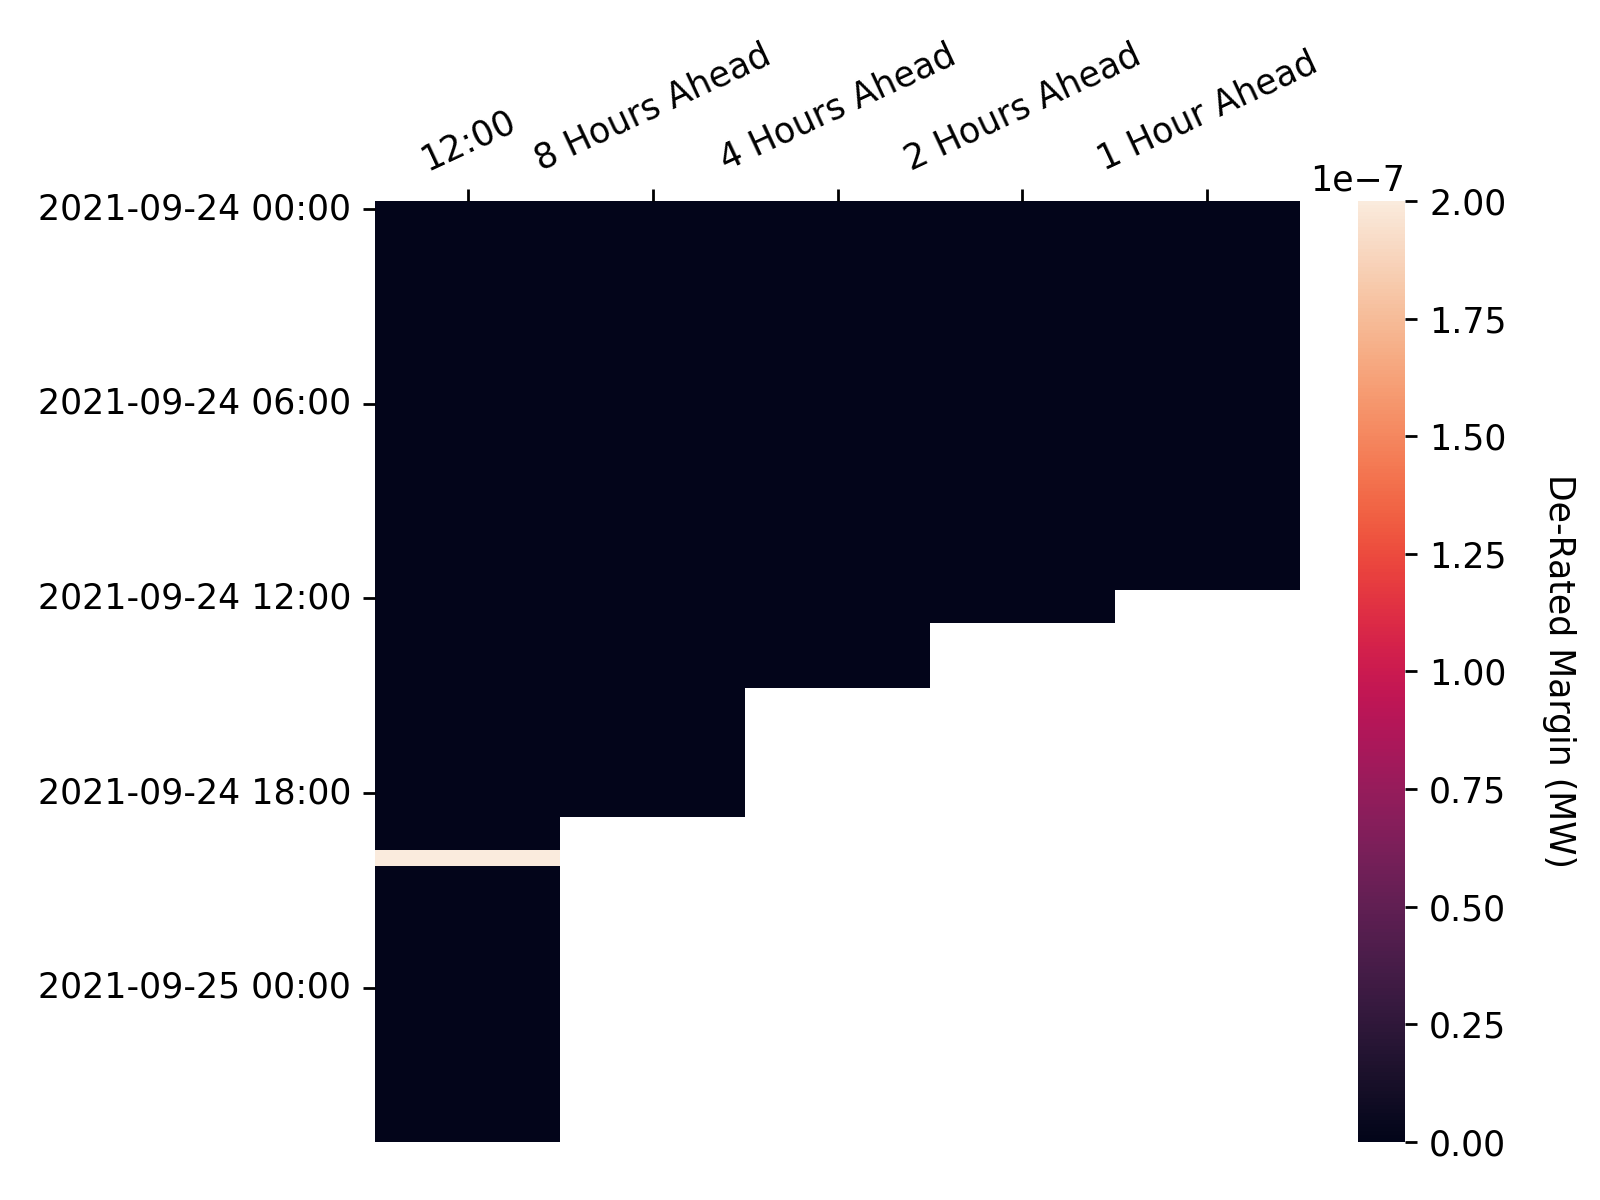 12:00
8 Hours Ahead
4 Hours Ahead
2 Hours Ahead
1 Hour Ahead
2021-09-24 00:00
2021-09-24 06:00
2021-09-24 12:00
2021-09-24 18:00
2021-09-25 00:00
1e−7
2.00
1.75
1.50
1.25
1.00
0.75
0.50
0.25
0.00
De-Rated Margin (MW)